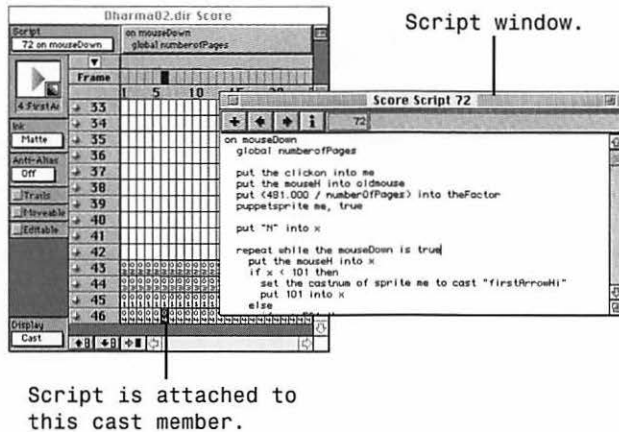 Dharma02.dir Score
Script window.
Script
72 on mouseDown
on mouseDown
global numberofPages
Frame
1 5 10 15
4:FirstAr
Ink
Matte
Anti-Alias
Off
Trails
Moveable
Editable
Display
Cast
33
34
35
36
37
38
39
40
41
42
43
44
45
46
Score Script 72
72
on mouseDown
global numberofPages
put the clickon into me
put the mouseH into oldmouse
put (481.000 / numberOfPages) into theFactor
puppetsprite me, true
put "N" into x
repeat while the mouseDown is true
put the mouseH into x
if x < 101 then
set the castnum of sprite me to cast "firstArrowHi"
put 101 into x
else
Script is attached to
this cast member.